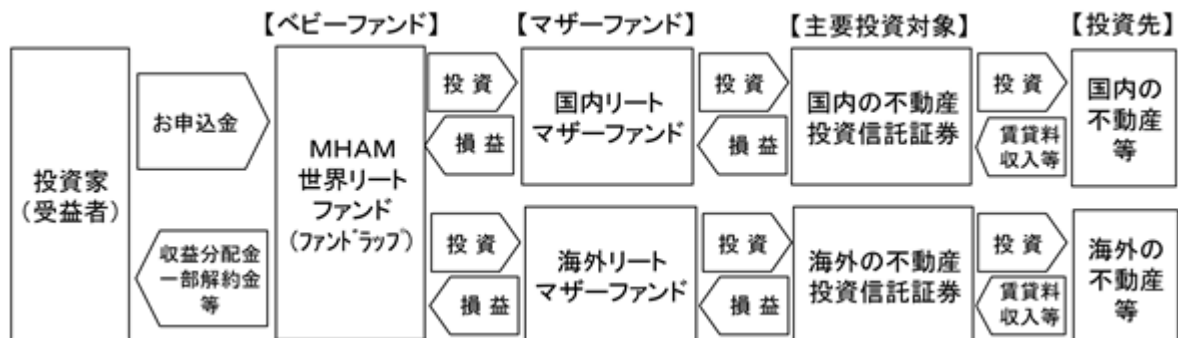 【ベビーファンド】
【マザーファンド】
【主要投資対象】
【投資先】
投資家
(受益者)
お申込金
収益分配金
一部解約金
等
MHAM
世界リート
ファンド
(ファンドラップ)
投資
損益
国内リート
マザーファンド
投資
損益
国内の不動産
投資信託証券
投資
賃貸料
収入等
国内の
不動産
等
投資
損益
海外リート
マザーファンド
投資
損益
海外の不動産
投資信託証券
投資
賃貸料
収入等
海外の
不動産
等